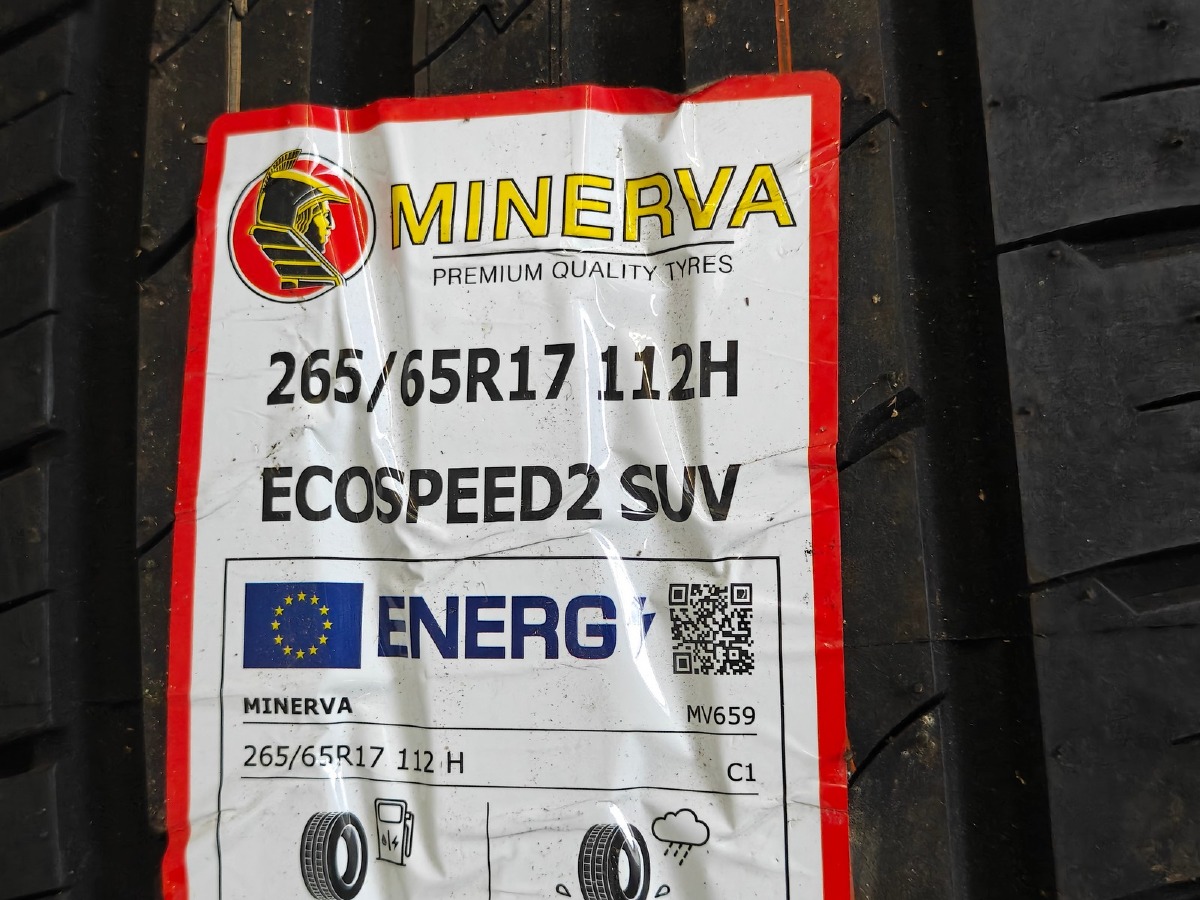 MINERVA
PREMIUM QUALITY TYRES
265/65R17 112H
ECOSPEED2 SUV
ENERG
MINERVA
MV659
265/65R17 112 H
C1